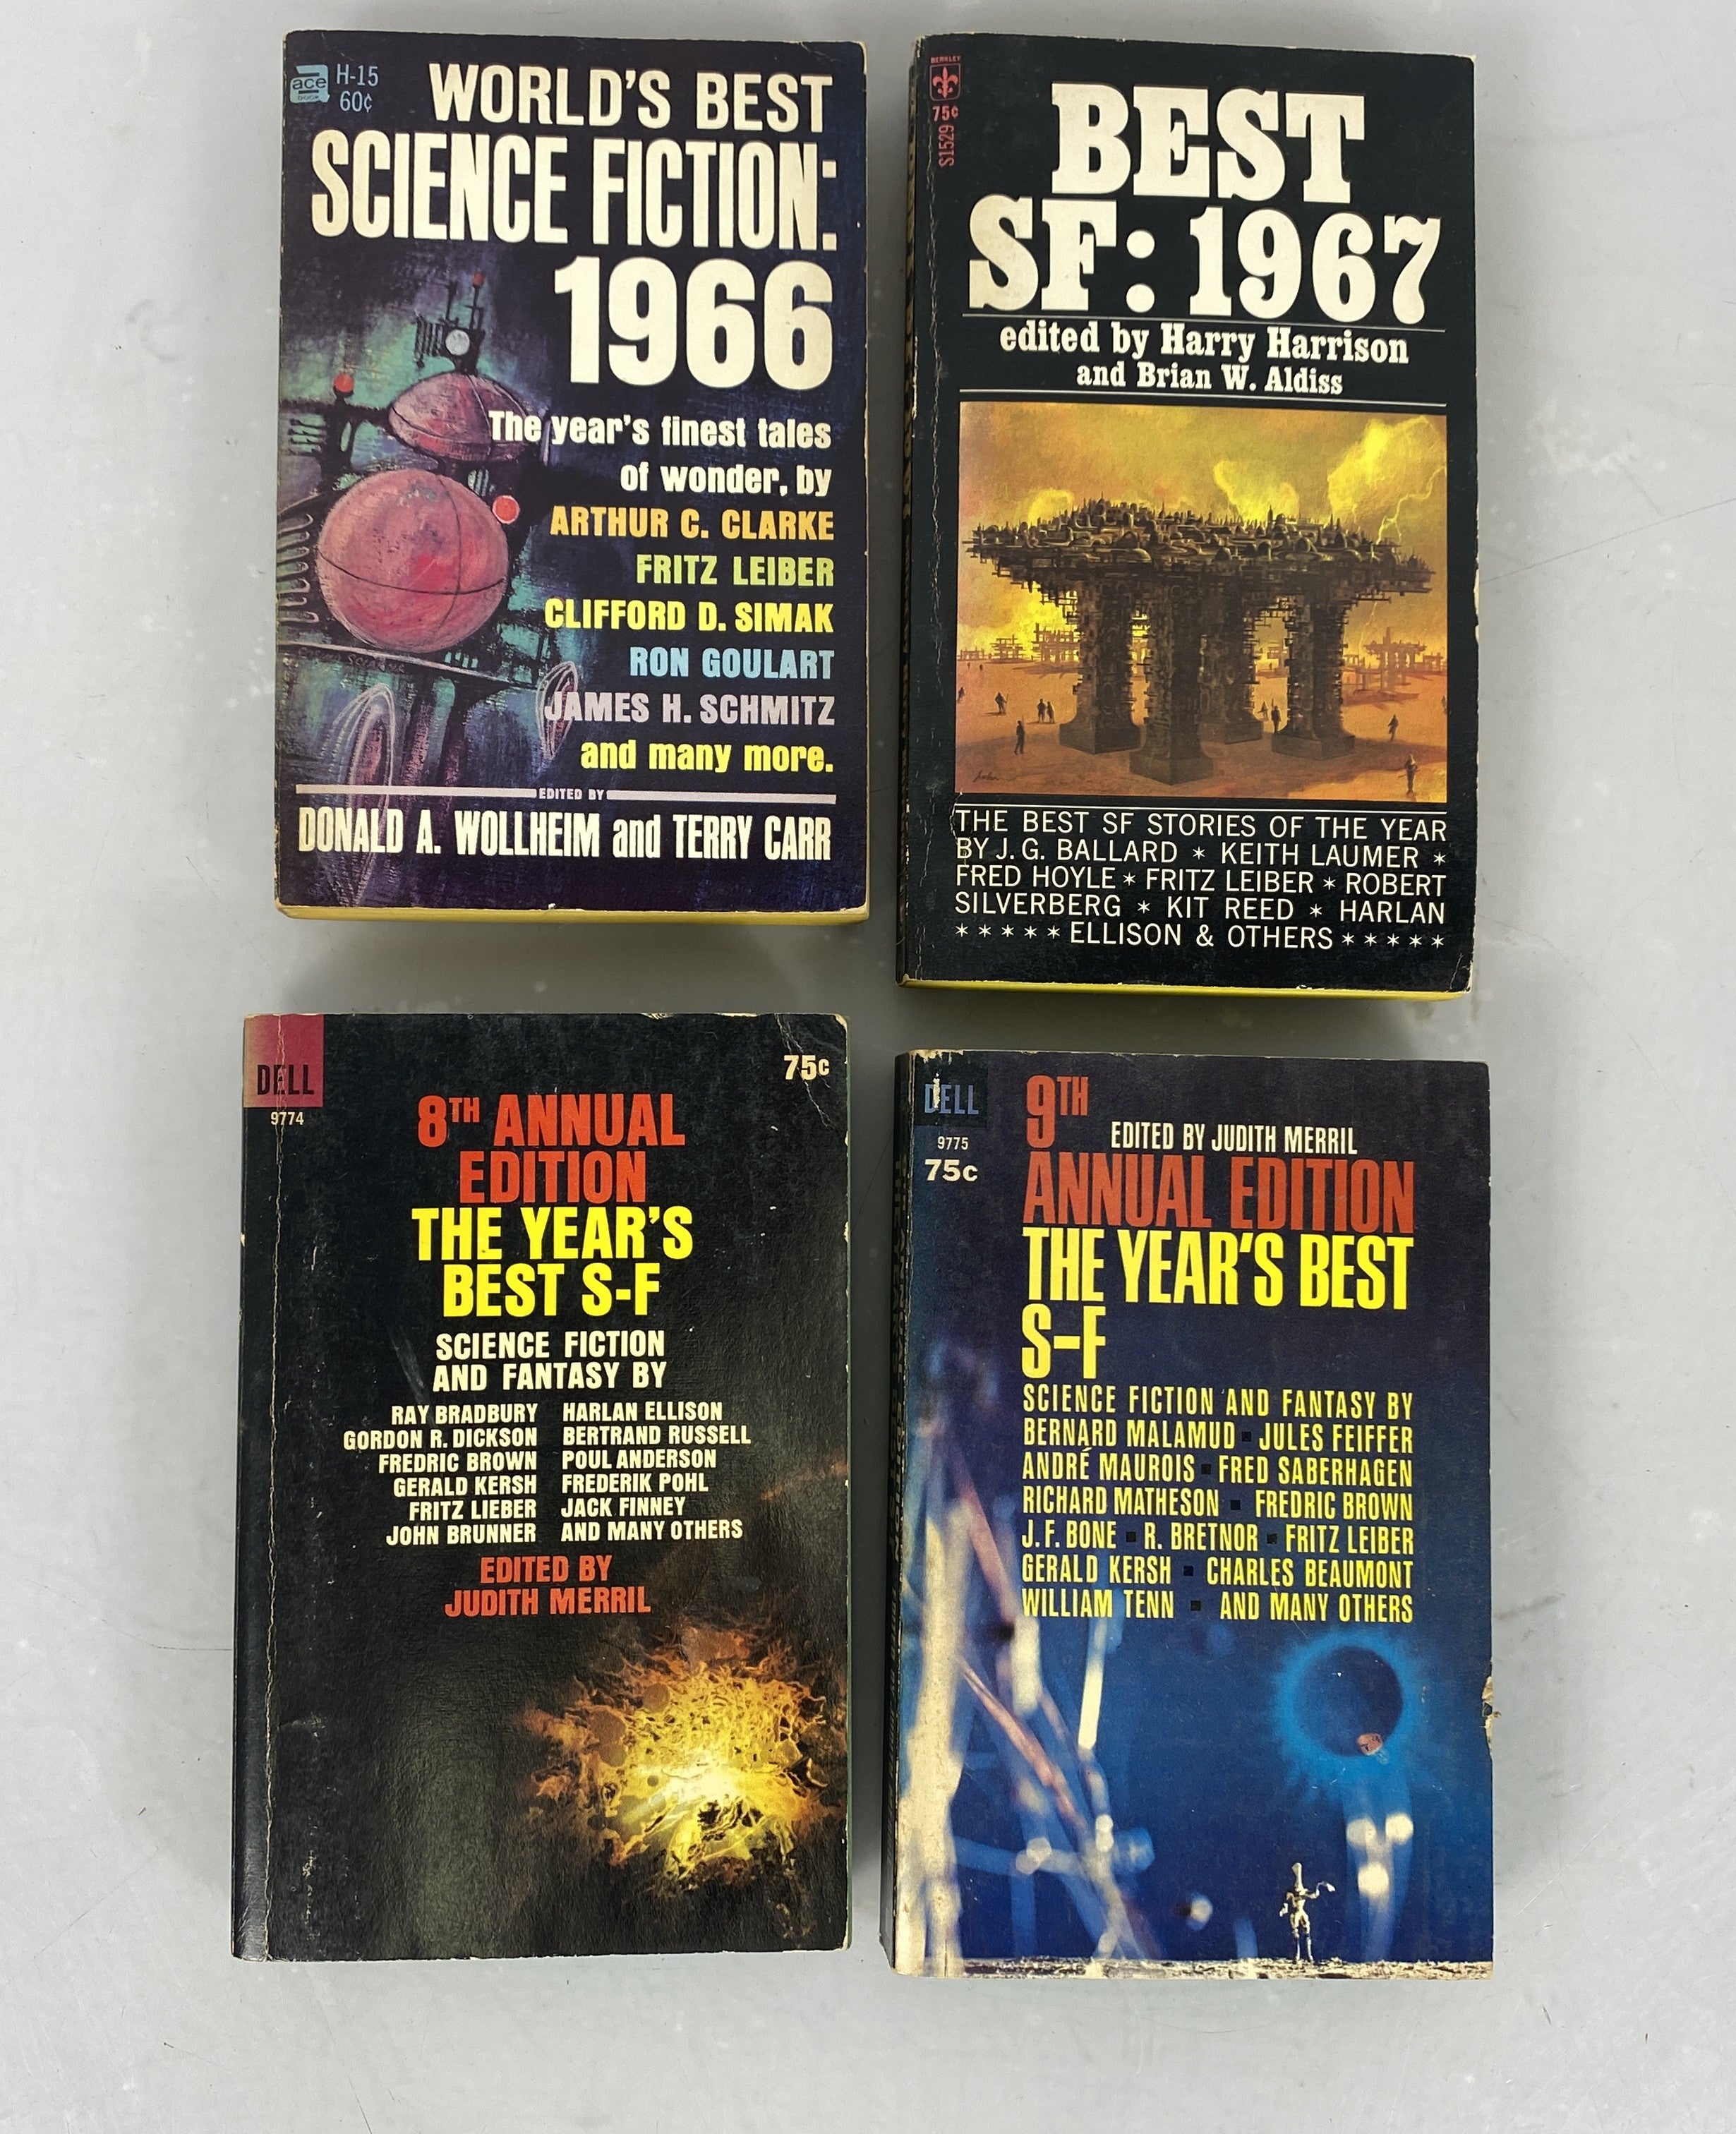 ace
BOOK
H-15
60¢
WORLD'S BEST
SCIENCE FICTION:
1966
The year's finest tales
of wonder, by
ARTHUR C. CLARKE
FRITZ LEIBER
CLIFFORD D. SIMAK
RON GOULART
JAMES H. SCHMITZ
and many more.
EDITED BY
DONALD A. WOLLHEIM and TERRY CARR
BERKLEY
75¢
S1529
BEST
SF: 1967
edited by Harry Harrison
and Brian W. Aldiss
THE BEST SF STORIES OF THE YEAR
BY J. G. BALLARD * KEITH LAUMER *
FRED HOYLE * FRITZ LEIBER * ROBERT
SILVERBERG * KIT REED * HARLAN
* * * * * ELLISON & OTHERS * * * * *
DELL
9774
75c
8TH ANNUAL
EDITION
THE YEAR'S
BEST S-F
SCIENCE FICTION
AND FANTASY BY
RAY BRADBURY HARLAN ELLISON
GORDON R. DICKSON BERTRAND RUSSELL
FREDRIC BROWN POUL ANDERSON
GERALD KERSH FREDERIK POHL
FRITZ LIEBER JACK FINNEY
JOHN BRUNNER AND MANY OTHERS
EDITED BY
JUDITH MERRIL
DELL
9775
75c
9TH
EDITED BY JUDITH MERRIL
ANNUAL EDITION
THE YEAR'S BEST
S-F
SCIENCE FICTION AND FANTASY BY
BERNARD MALAMUD ▪ JULES FEIFFER
ANDRÉ MAUROIS ▪ FRED SABERHAGEN
RICHARD MATHESON ▪ FREDRIC BROWN
J. F. BONE ▪ R. BRETNOR ▪ FRITZ LEIBER
GERALD KERSH ▪ CHARLES BEAUMONT
WILLIAM TENN ▪ AND MANY OTHERS